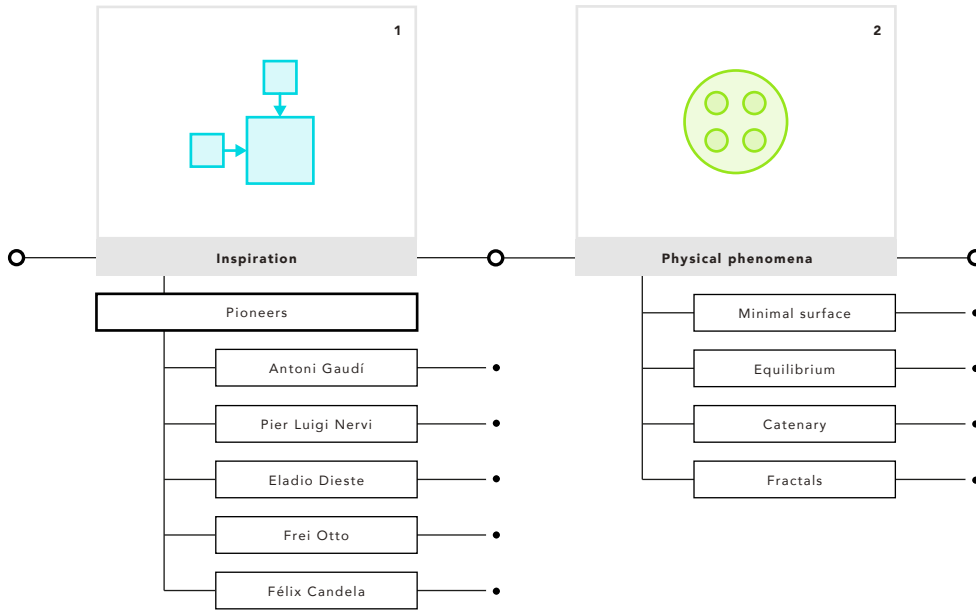 1
Inspiration
Pioneers
Antoni Gaudí
Pier Luigi Nervi
Eladio Dieste
Frei Otto
Félix Candela
2
Physical phenomena
Minimal surface
Equilibrium
Catenary
Fractals